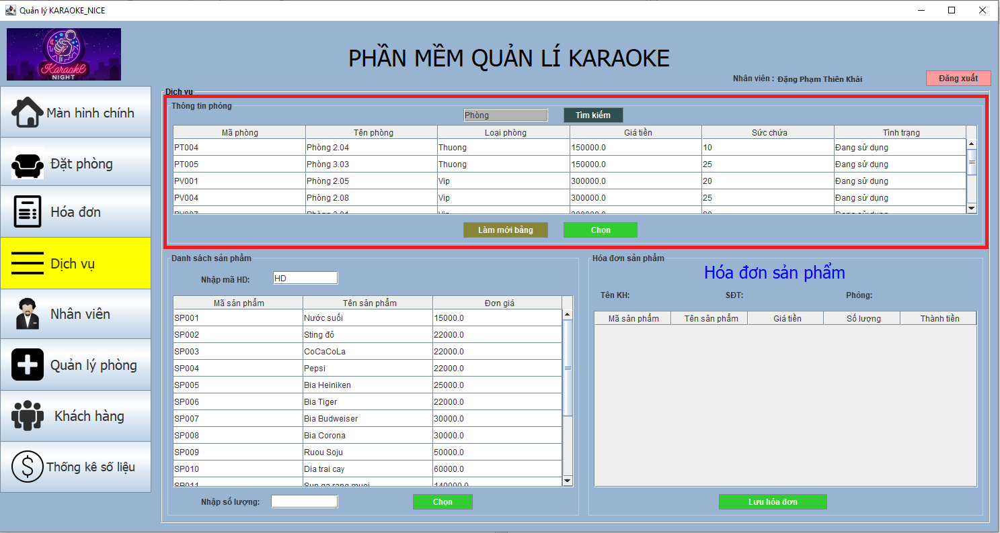 Quản lý KARAOKE_NICE
Karaoke
NIGHT
PHẦN MỀM QUẢN LÍ KARAOKE
Nhân viên : Đặng Phạm Thiên Khải
Đăng xuất
Màn hình chính
Đặt phòng
Hóa đơn
Dịch vụ
Nhân viên
Quản lý phòng
Khách hàng
Thống kê số liệu
Dịch vụ
Thông tin phòng
Phòng Tìm kiếm
Mã phòng Tên phòng Loại phòng Giá tiền Sức chứa Tình trạng
PT004 Phòng 2.04 Thuong 150000.0 10 Đang sử dụng
PT005 Phòng 3.03 Thuong 150000.0 25 Đang sử dụng
PV001 Phòng 2.05 Vip 300000.0 20 Đang sử dụng
PV004 Phòng 2.08 Vip 300000.0 25 Đang sử dụng
Làm mới bảng Chọn
Danh sách sản phẩm
Nhập mã HD: HD
Mã sản phẩm Tên sản phẩm Đơn giá
SP001 Nước suối 15000.0
SP002 Sting đỏ 22000.0
SP003 CoCaCoLa 22000.0
SP004 Pepsi 22000.0
SP005 Bia Heiniken 25000.0
SP006 Bia Tiger 22000.0
SP007 Bia Budweiser 30000.0
SP008 Bia Corona 30000.0
SP009 Ruou Soju 50000.0
SP010 Dia trai cay 60000.0
SP011 Sun ga rang muoi 140000.0
Nhập số lượng: Chọn
Hóa đơn sản phẩm
Hóa đơn sản phẩm
Tên KH: SĐT: Phòng:
Mã sản phẩm Tên sản phẩm Giá tiền Số lượng Thành tiền
Lưu hóa đơn